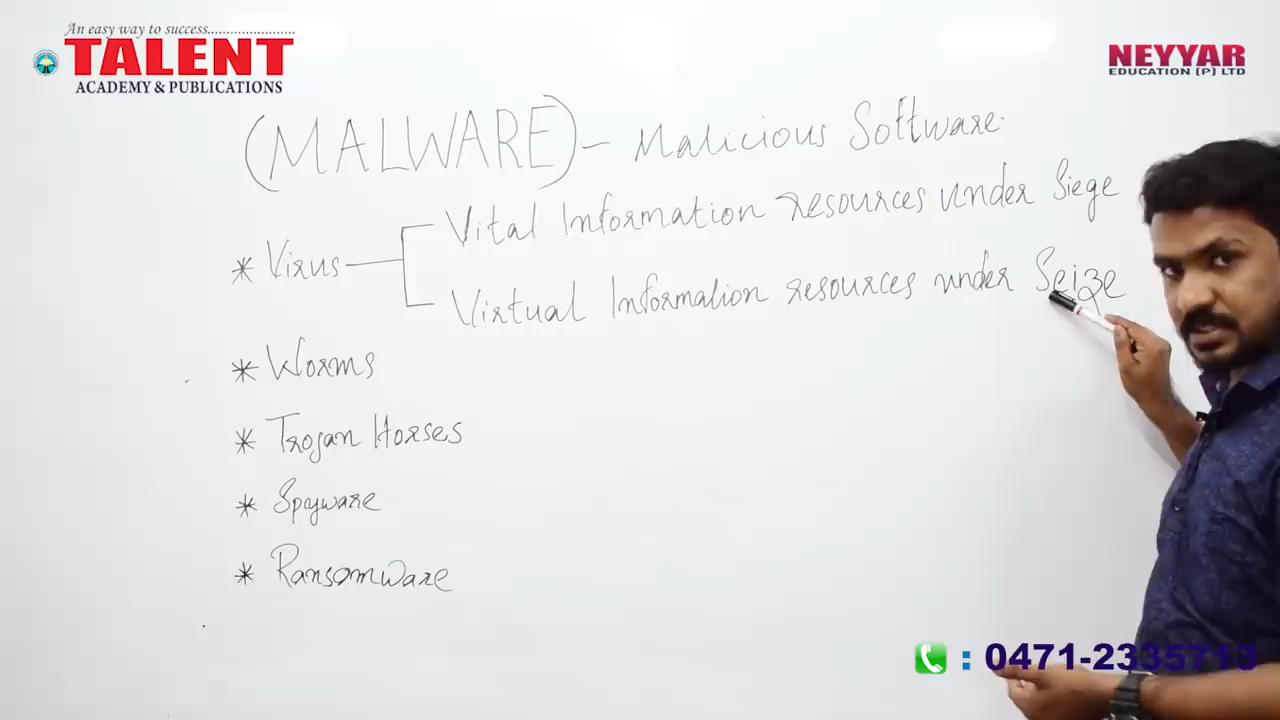 An easy way to success......................
TALENT
ACADEMY & PUBLICATIONS
NEYYAR
EDUCATION (P) LTD
(MALWARE) - Malicious Software
* Virus
Vital Information resources under Siege
Virtual Information resources under Seize
* Worms
* Trojan Horses
* Spyware
* Ransomware
: 0471-2335713